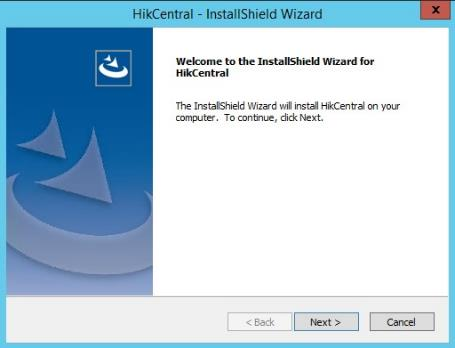 HikCentral - InstallShield Wizard
x
Welcome to the InstallShield Wizard for
HikCentral
The InstallShield Wizard will install HikCentral on your
computer. To continue, click Next.
< Back
Next >
Cancel